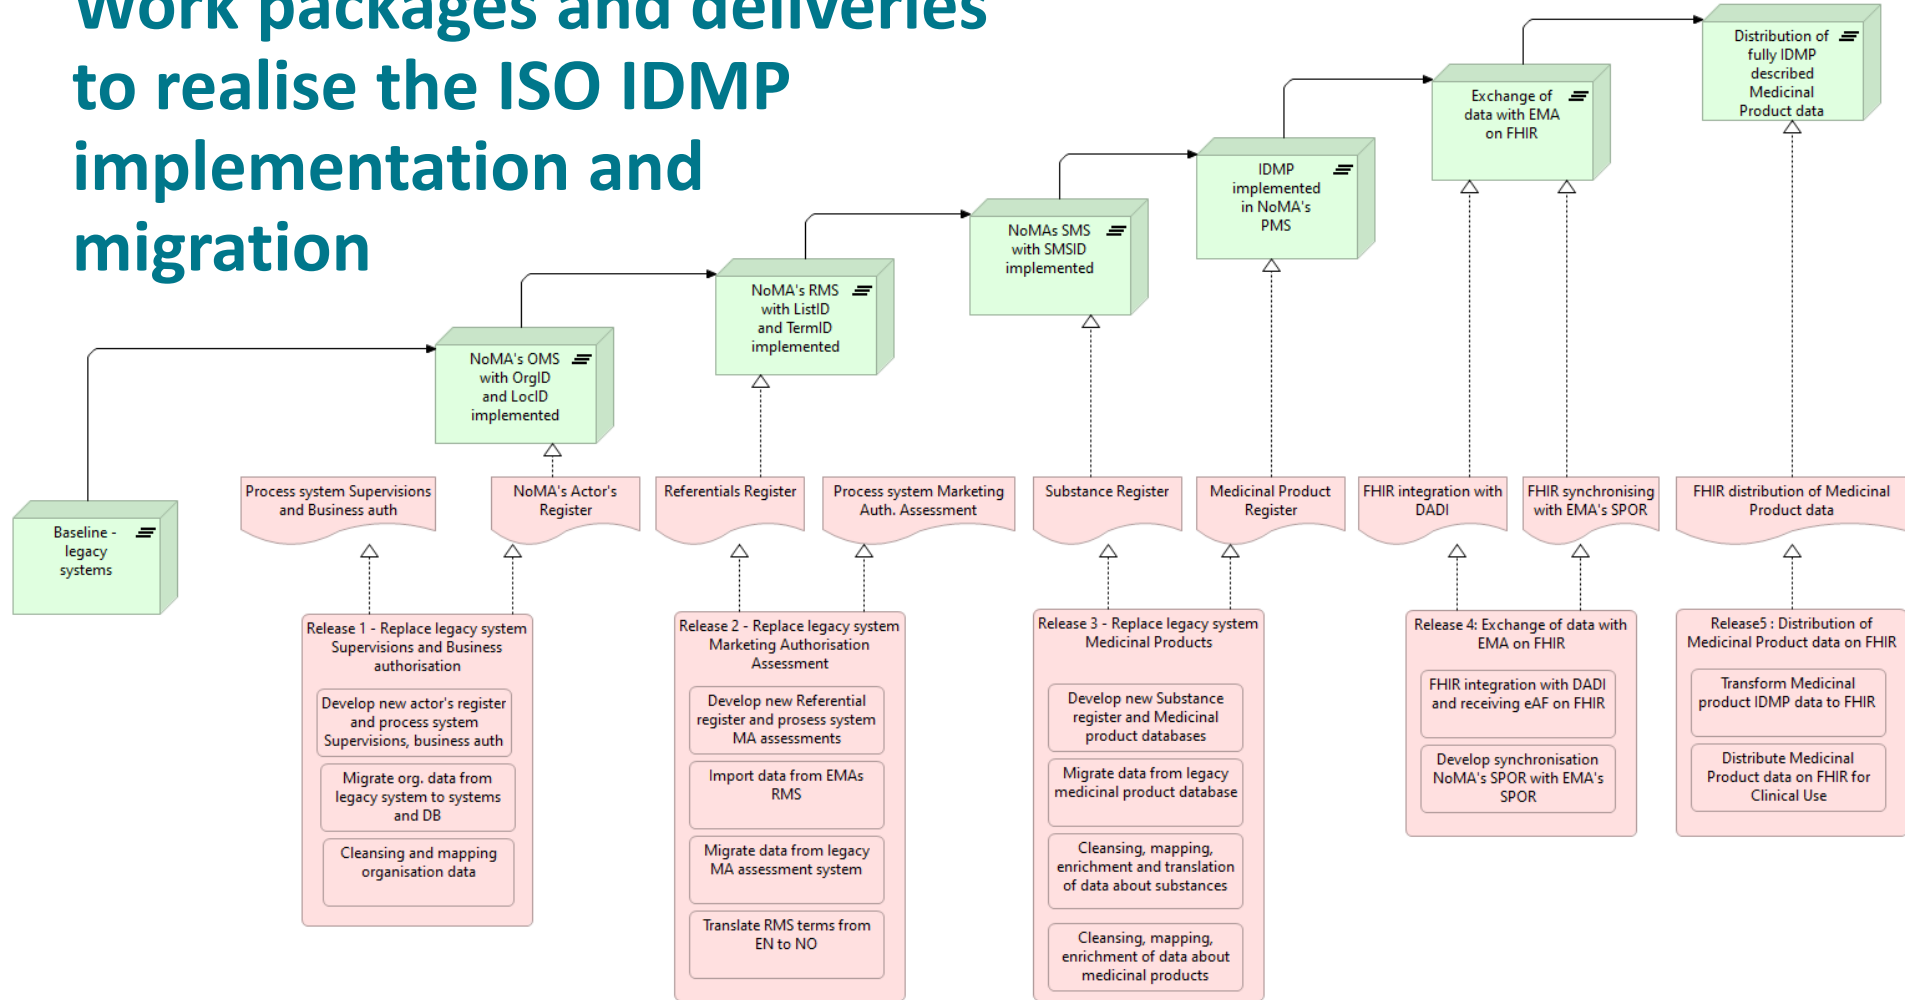 Work packages and deliveries
to realise the ISO IDMP
implementation and
migration
Distribution of
fully IDMP
described
Medicinal
Product data
Exchange of
data with EMA
on FHIR
IDMP
implemented
in NoMA's
PMS
NoMAs SMS
with SMSID
implemented
NoMA's RMS
with ListID
and TermID
implemented
NoMA's OMS
with OrgID
and LocID
implemented
Baseline -
legacy
systems
Process system Supervisions
and Business auth
NoMA's Actor's
Register
Referentials Register
Process system Marketing
Auth. Assessment
Substance Register
Medicinal Product
Register
FHIR integration with
DADI
FHIR synchronising
with EMA's SPOR
FHIR distribution of Medicinal
Product data
Release 1 - Replace legacy system
Supervisions and Business
authorisation
Develop new actor's register
and process system
Supervisions, business auth
Migrate org. data from
legacy system to systems
and DB
Cleansing and mapping
organisation data
Release 2 - Replace legacy system
Marketing Authorisation
Assessment
Develop new Referential
register and prosess system
MA assessments
Import data from EMAs
RMS
Migrate data from legacy
MA assessment system
Translate RMS terms from
EN to NO
Release 3 - Replace legacy system
Medicinal Products
Develop new Substance
register and Medicinal
product databases
Migrate data from legacy
medicinal product database
Cleansing, mapping,
enrichment and translation
of data about substances
Cleansing, mapping,
enrichment of data about
medicinal products
Release 4: Exchange of data with
EMA on FHIR
FHIR integration with DADI
and receiving eAF on FHIR
Develop synchronisation
NoMA's SPOR with EMA's
SPOR
Release5 : Distribution of
Medicinal Product data on FHIR
Transform Medicinal
product IDMP data to FHIR
Distribute Medicinal
Product data on FHIR for
Clinical Use